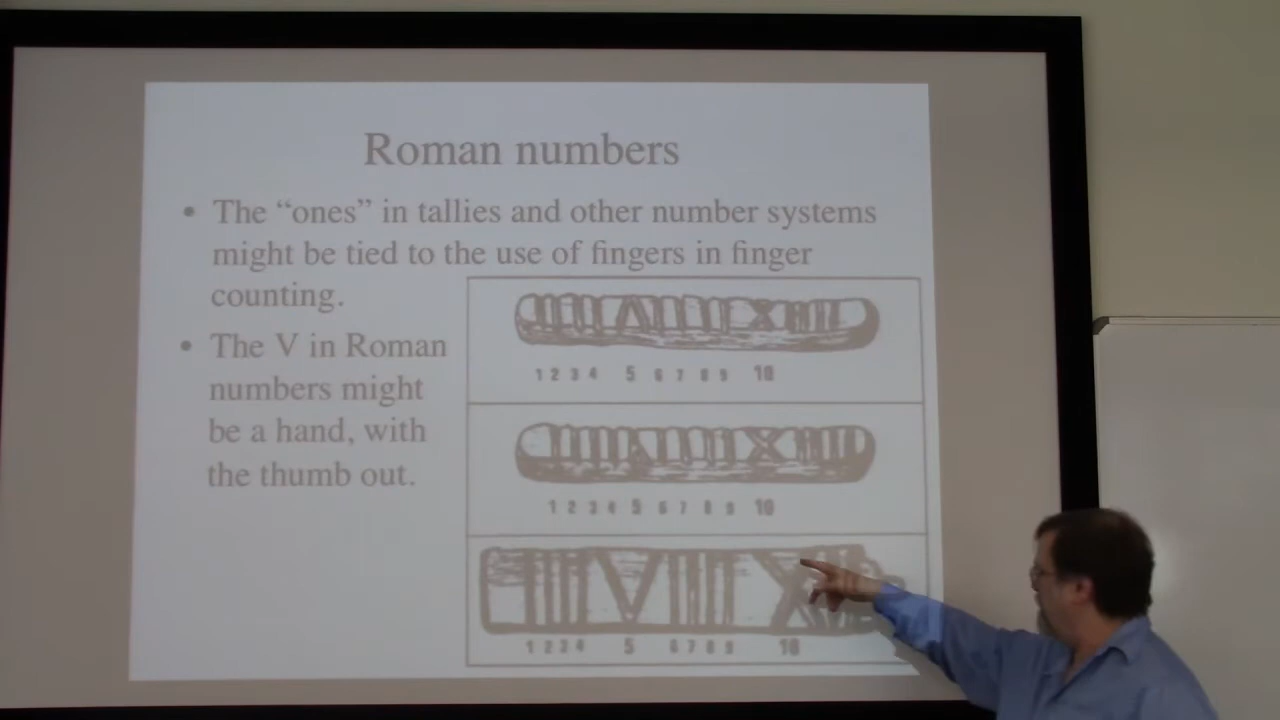 Roman numbers
• The “ones” in tallies and other number systems
might be tied to the use of fingers in finger
counting.
• The V in Roman
numbers might
be a hand, with
the thumb out.
1 2 3 4 5 6 7 8 9 10
1 2 3 4 5 6 7 8 9 10
1 2 3 4 5 6 7 8 9 10